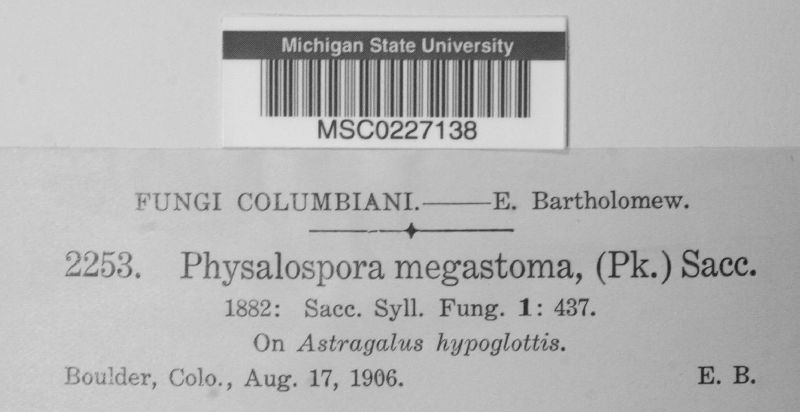 Michigan State University
MSC0227138
FUNGI COLUMBIANI.——E. Bartholomew.
2253. Physalospora megastoma, (Pk.) Sacc.
1882: Sacc. Syll. Fung. 1: 437.
On Astragalus hypoglottis.
Boulder, Colo., Aug. 17, 1906. E. B.